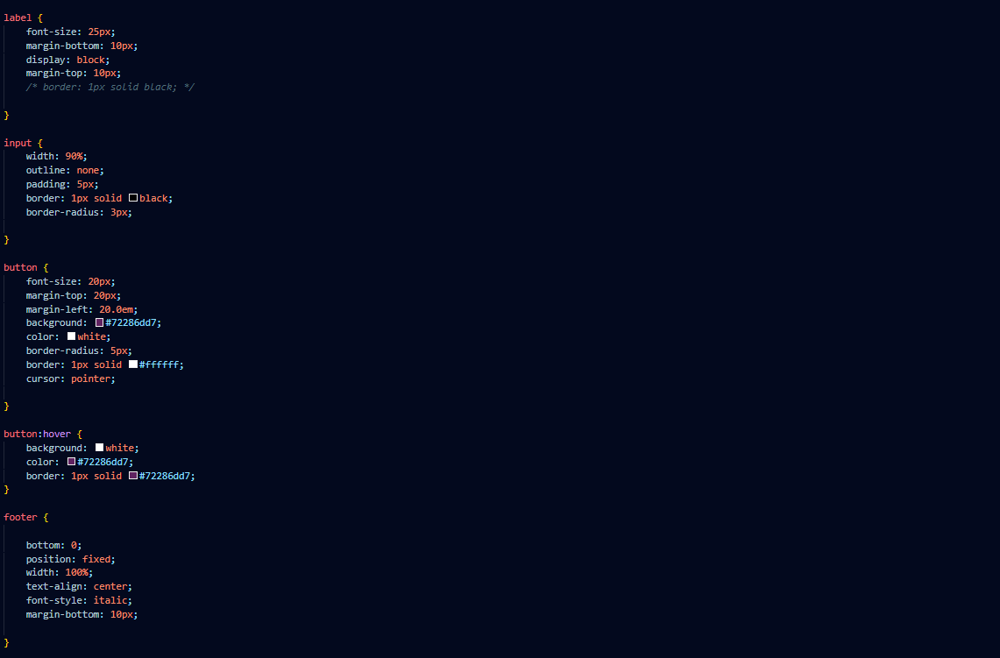 label {
    font-size: 25px;
    margin-bottom: 10px;
    display: block;
    margin-top: 10px;
    /* border: 1px solid black; */
}
input {
    width: 90%;
    outline: none;
    padding: 5px;
    border: 1px solid black;
    border-radius: 3px;
}
button {
    font-size: 20px;
    margin-top: 20px;
    margin-left: 20.0em;
    background: #72286dd7;
    color: white;
    border-radius: 5px;
    border: 1px solid #ffffff;
    cursor: pointer;
}
button:hover {
    background: white;
    color: #72286dd7;
    border: 1px solid #72286dd7;
}
footer {
    bottom: 0;
    position: fixed;
    width: 100%;
    text-align: center;
    font-style: italic;
    margin-bottom: 10px;
}